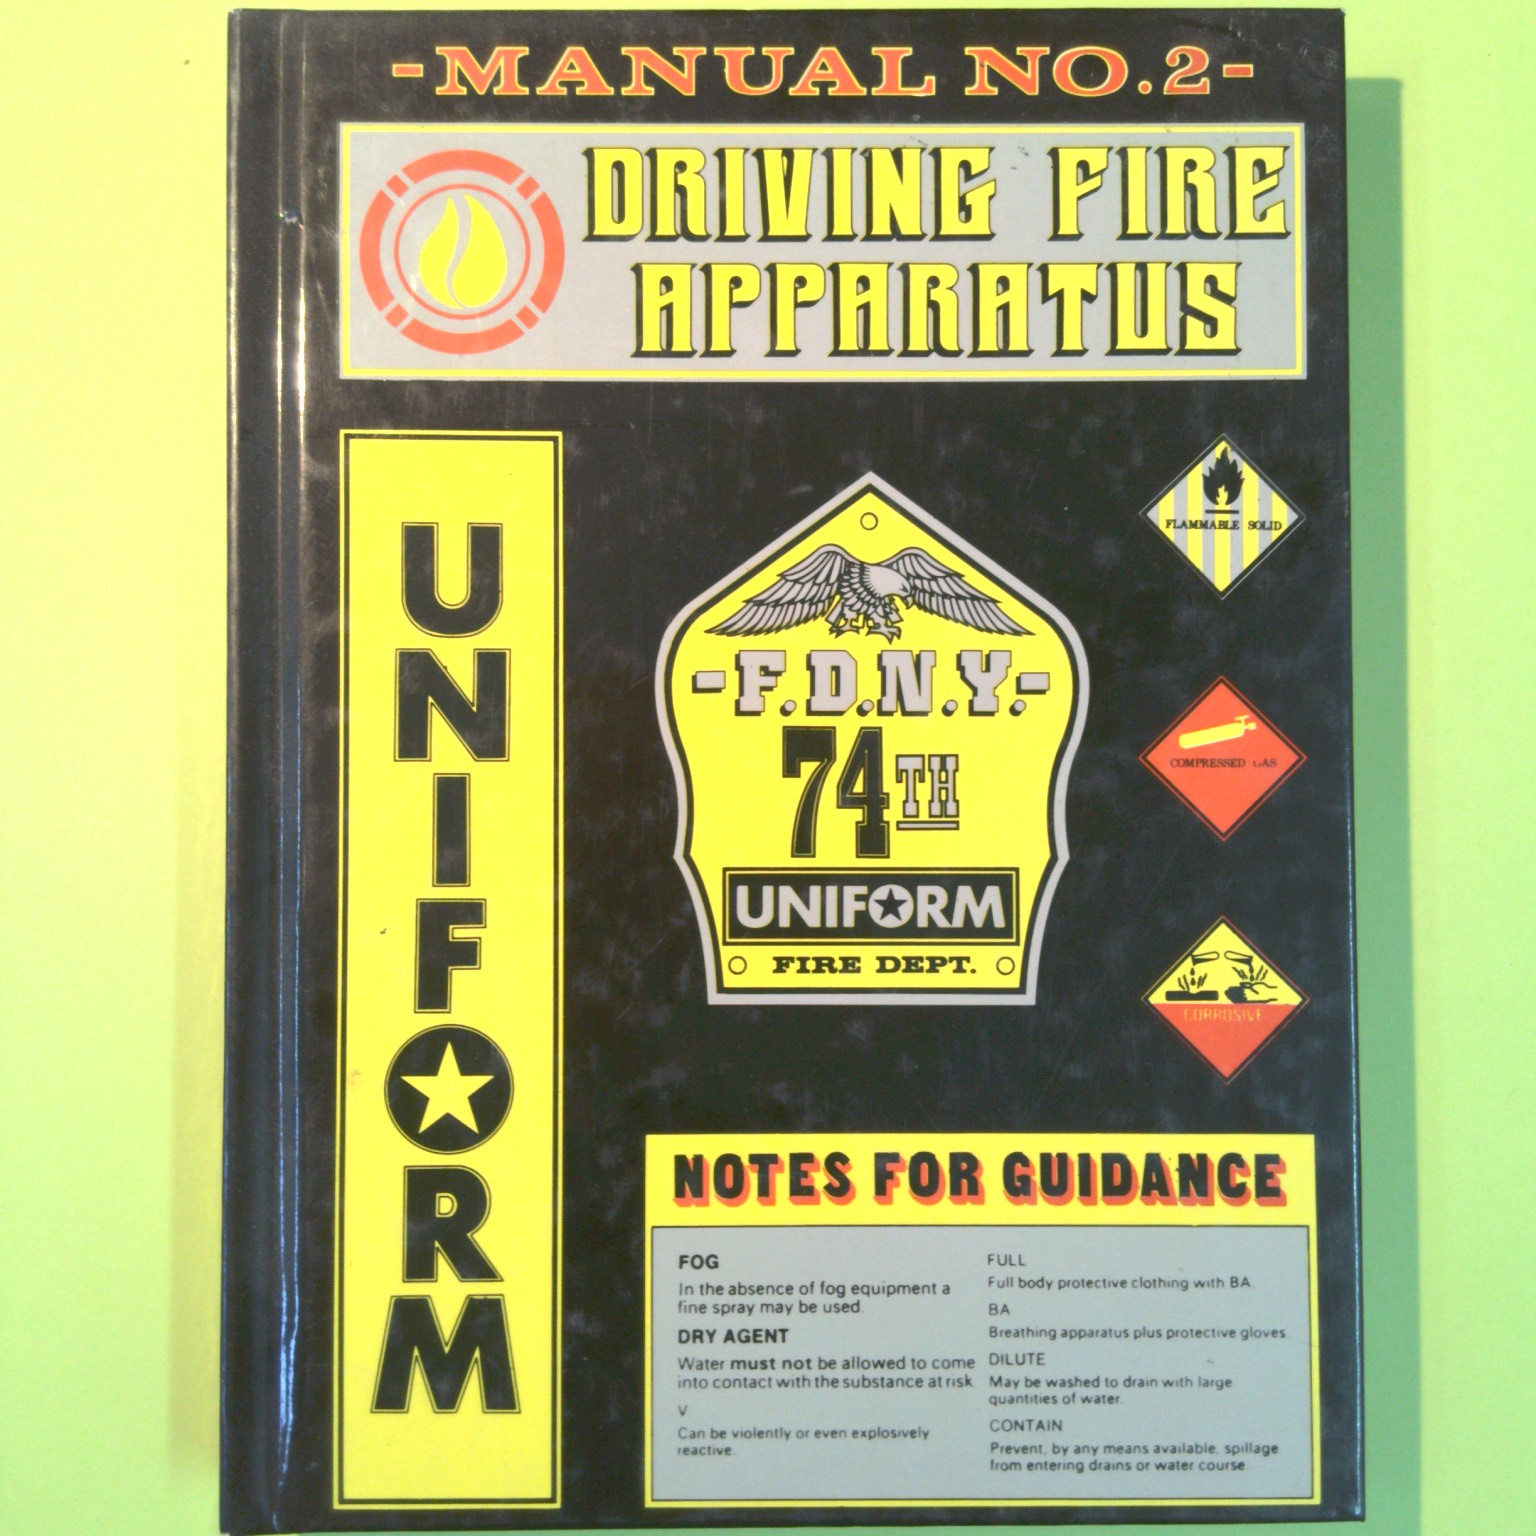 -MANUAL NO.2-
DRIVING FIRE
APPARATUS
UNIFORM
FLAMMABLE SOLID
-F.D.N.Y.-
74TH
UNIFORM
FIRE DEPT.
COMPRESSED GAS
CORROSIVE
NOTES FOR GUIDANCE
FOG
In the absence of fog equipment a
fine spray may be used.
DRY AGENT
Water must not be allowed to come
into contact with the substance at risk
V
Can be violently or even explosively
reactive.
FULL
Full body protective clothing with BA.
BA
Breathing apparatus plus protective gloves.
DILUTE
May be washed to drain with large
quantities of water.
CONTAIN
Prevent, by any means available, spillage
from entering drains or water course.